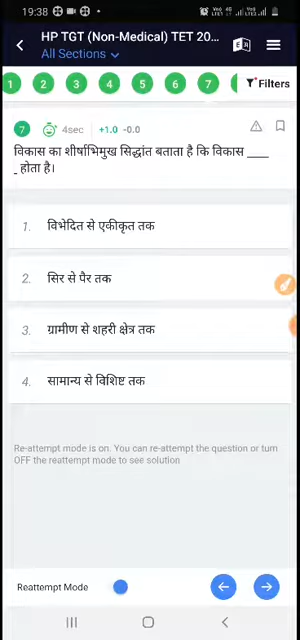 19:38
HP TGT (Non-Medical) TET 20...
All Sections
1 2 3 4 5 6 7 Filters
7 4sec +1.0 -0.0
विकास का शीर्षाभिमुख सिद्धांत बताता है कि विकास ____
_ होता है।
1. विभेदित से एकीकृत तक
2. सिर से पैर तक
3. ग्रामीण से शहरी क्षेत्र तक
4. सामान्य से विशिष्ट तक
Re-attempt mode is on. You can re-attempt the question or turn
OFF the reattempt mode to see solution
Reattempt Mode